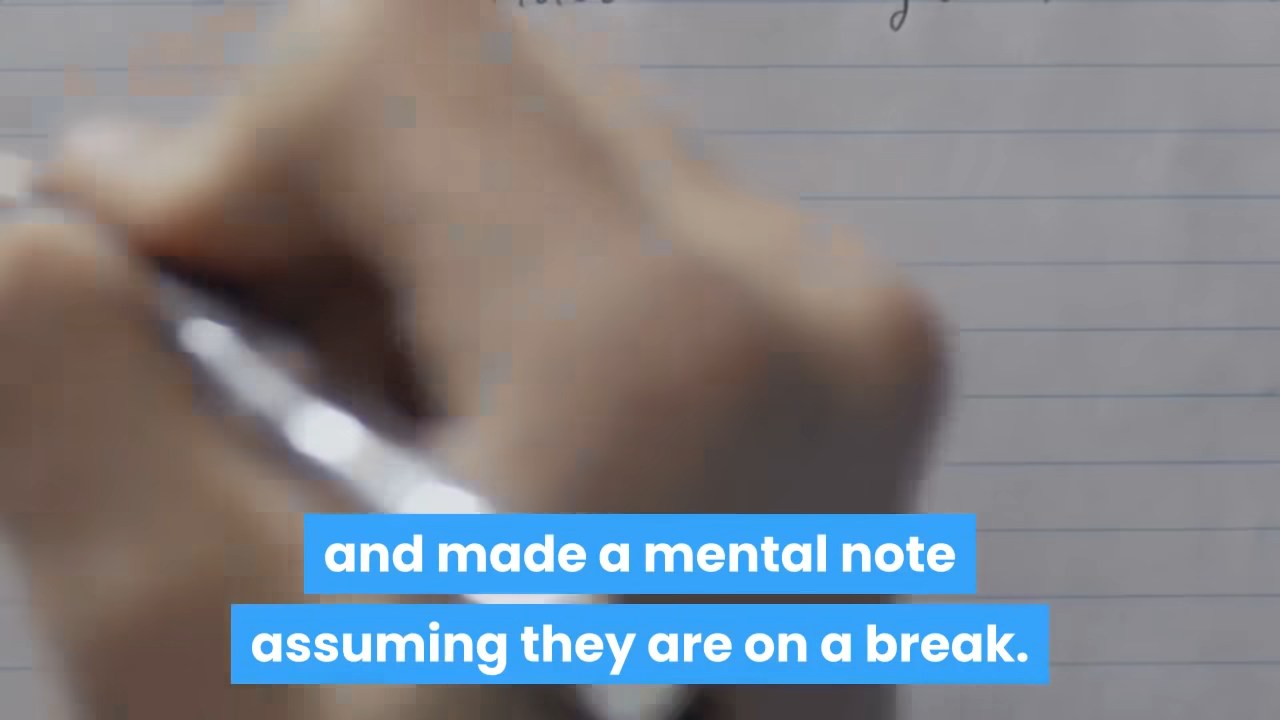 and made a mental note
assuming they are on a break.